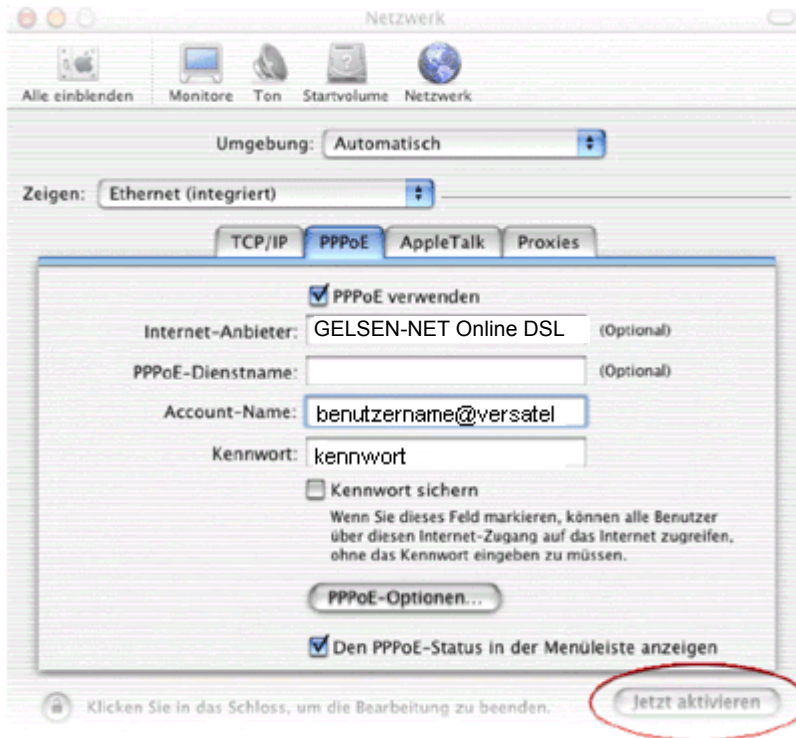 Netzwerk
Alle einblenden Monitore Ton Startvolume Netzwerk
Umgebung: Automatisch
Zeigen: Ethernet (integriert)
TCP/IP PPPoE AppleTalk Proxies
PPPoE verwenden
Internet-Anbieter: GELSEN-NET Online DSL (Optional)
PPPoE-Dienstname: (Optional)
Account-Name: benutzername@versatel
Kennwort: kennwort
Kennwort sichern
Wenn Sie dieses Feld markieren, können alle Benutzer
über diesen Internet-Zugang auf das Internet zugreifen,
ohne das Kennwort eingeben zu müssen.
PPPoE-Optionen...
Den PPPoE-Status in der Menüleiste anzeigen
Klicken Sie in das Schloss, um die Bearbeitung zu beenden. Jetzt aktivieren